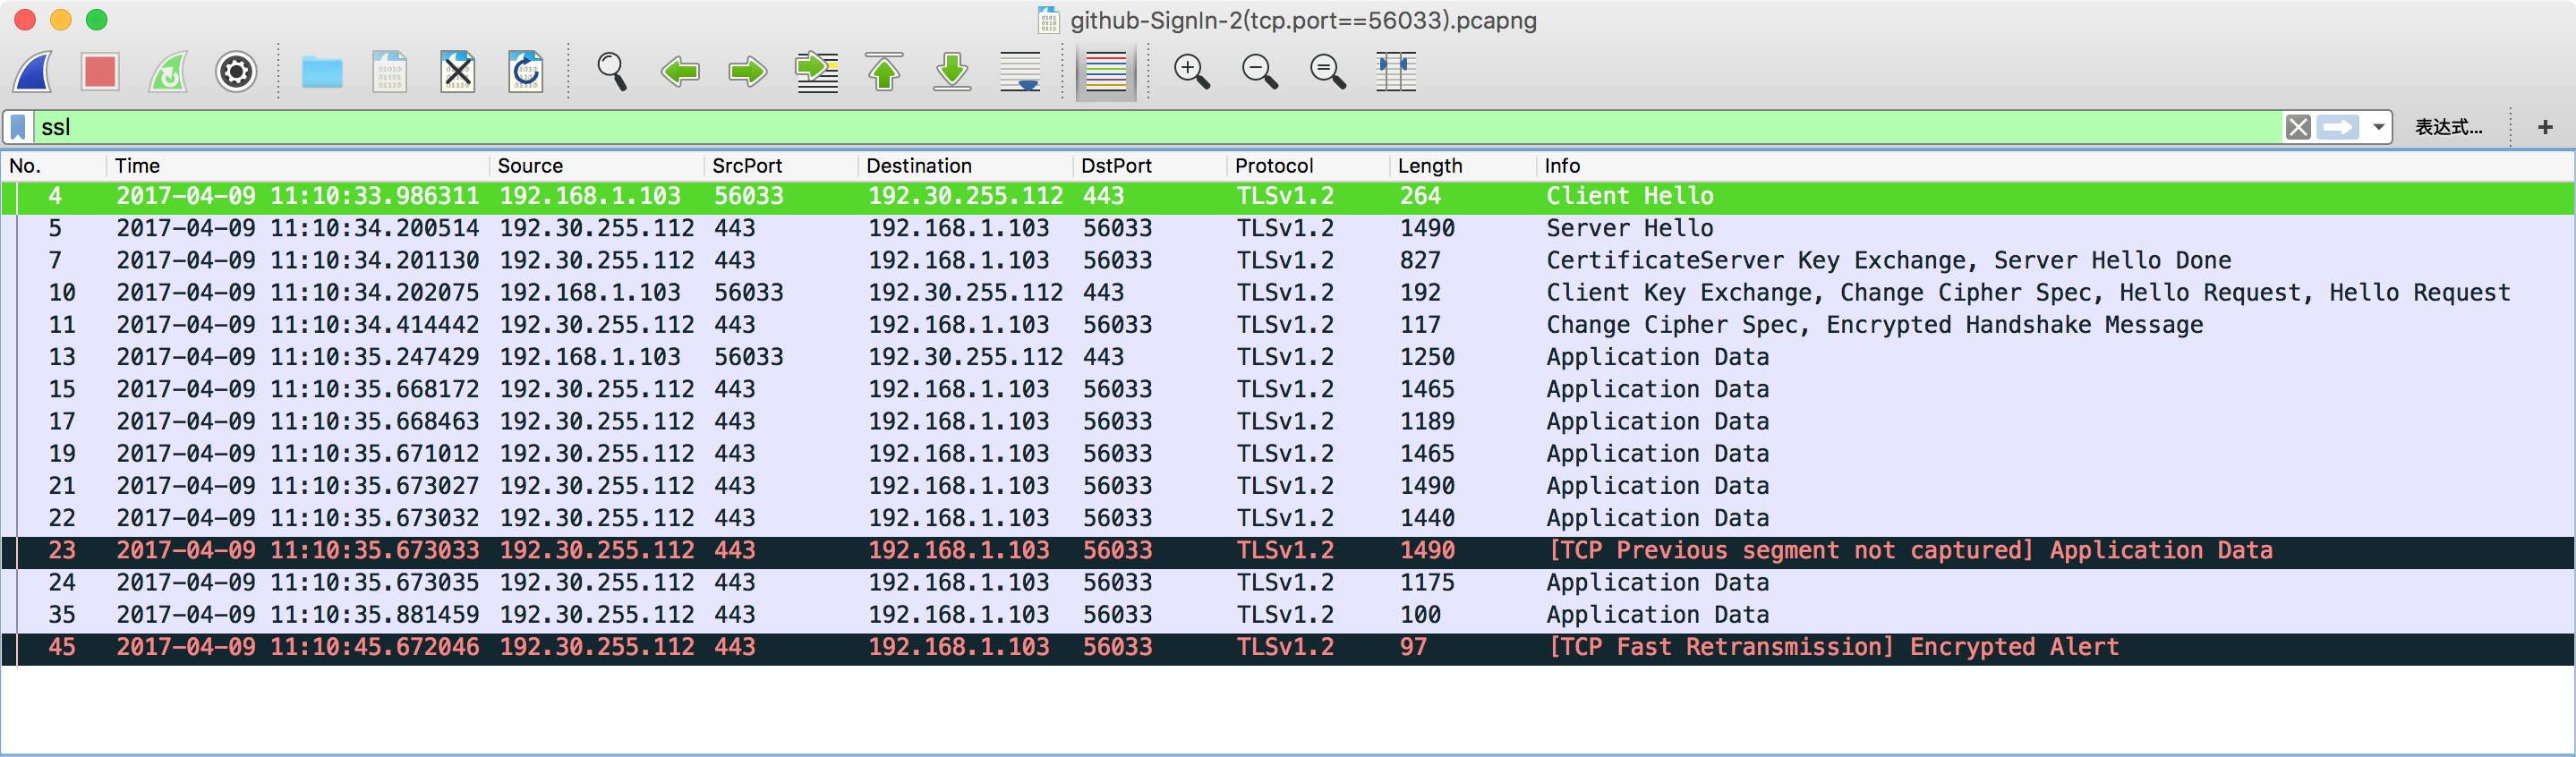 github-SignIn-2(tcp.port==56033).pcapng
ssl 表达式... +
No. Time Source SrcPort Destination DstPort Protocol Length Info
4 2017-04-09 11:10:33.986311 192.168.1.103 56033 192.30.255.112 443 TLSv1.2 264 Client Hello
5 2017-04-09 11:10:34.200514 192.30.255.112 443 192.168.1.103 56033 TLSv1.2 1490 Server Hello
7 2017-04-09 11:10:34.201130 192.30.255.112 443 192.168.1.103 56033 TLSv1.2 827 CertificateServer Key Exchange, Server Hello Done
10 2017-04-09 11:10:34.202075 192.168.1.103 56033 192.30.255.112 443 TLSv1.2 192 Client Key Exchange, Change Cipher Spec, Hello Request, Hello Request
11 2017-04-09 11:10:34.414442 192.30.255.112 443 192.168.1.103 56033 TLSv1.2 117 Change Cipher Spec, Encrypted Handshake Message
13 2017-04-09 11:10:35.247429 192.168.1.103 56033 192.30.255.112 443 TLSv1.2 1250 Application Data
15 2017-04-09 11:10:35.668172 192.30.255.112 443 192.168.1.103 56033 TLSv1.2 1465 Application Data
17 2017-04-09 11:10:35.668463 192.30.255.112 443 192.168.1.103 56033 TLSv1.2 1189 Application Data
19 2017-04-09 11:10:35.671012 192.30.255.112 443 192.168.1.103 56033 TLSv1.2 1465 Application Data
21 2017-04-09 11:10:35.673027 192.30.255.112 443 192.168.1.103 56033 TLSv1.2 1490 Application Data
22 2017-04-09 11:10:35.673032 192.30.255.112 443 192.168.1.103 56033 TLSv1.2 1440 Application Data
23 2017-04-09 11:10:35.673033 192.30.255.112 443 192.168.1.103 56033 TLSv1.2 1490 [TCP Previous segment not captured] Application Data
24 2017-04-09 11:10:35.673035 192.30.255.112 443 192.168.1.103 56033 TLSv1.2 1175 Application Data
35 2017-04-09 11:10:35.881459 192.30.255.112 443 192.168.1.103 56033 TLSv1.2 100 Application Data
45 2017-04-09 11:10:45.672046 192.30.255.112 443 192.168.1.103 56033 TLSv1.2 97 [TCP Fast Retransmission] Encrypted Alert